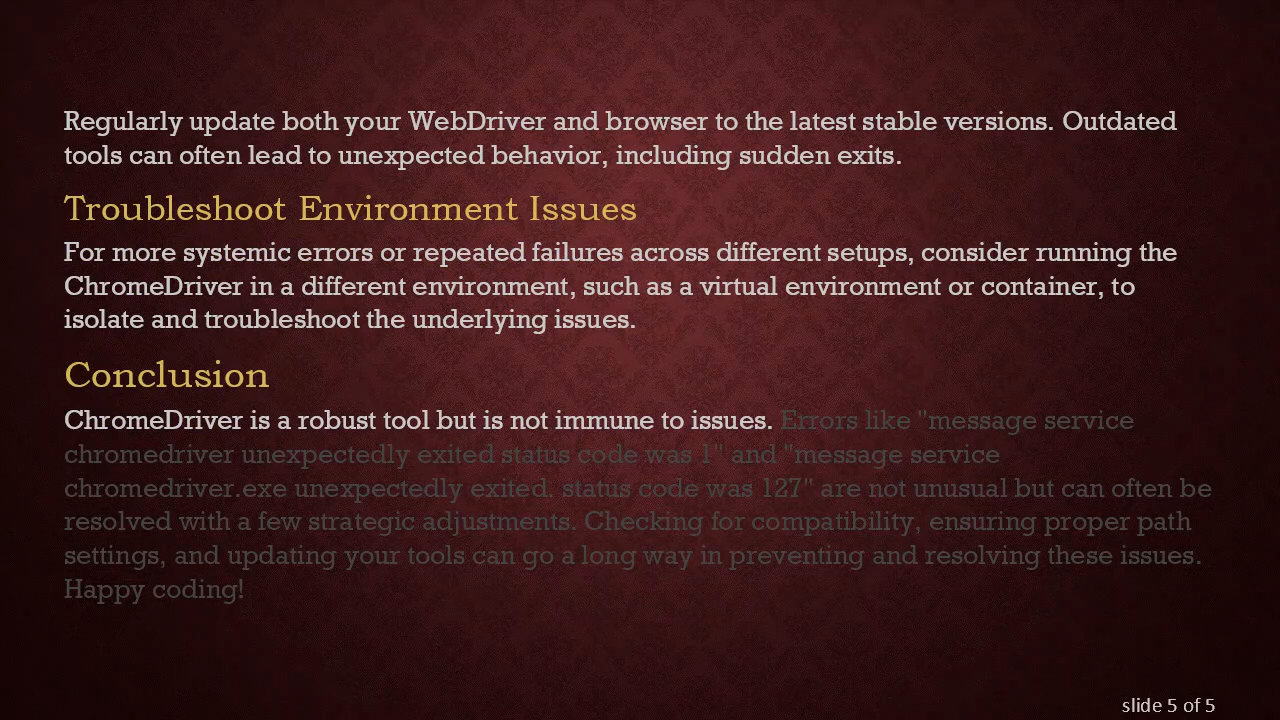 Regularly update both your WebDriver and browser to the latest stable versions. Outdated
tools can often lead to unexpected behavior, including sudden exits.
Troubleshoot Environment Issues
For more systemic errors or repeated failures across different setups, consider running the
ChromeDriver in a different environment, such as a virtual environment or container, to
isolate and troubleshoot the underlying issues.
Conclusion
ChromeDriver is a robust tool but is not immune to issues. Errors like "message service
chromedriver unexpectedly exited status code was 1" and "message service
chromedriver.exe unexpectedly exited. status code was 127" are not unusual but can often be
resolved with a few strategic adjustments. Checking for compatibility, ensuring proper path
settings, and updating your tools can go a long way in preventing and resolving these issues.
Happy coding!
slide 5 of 5